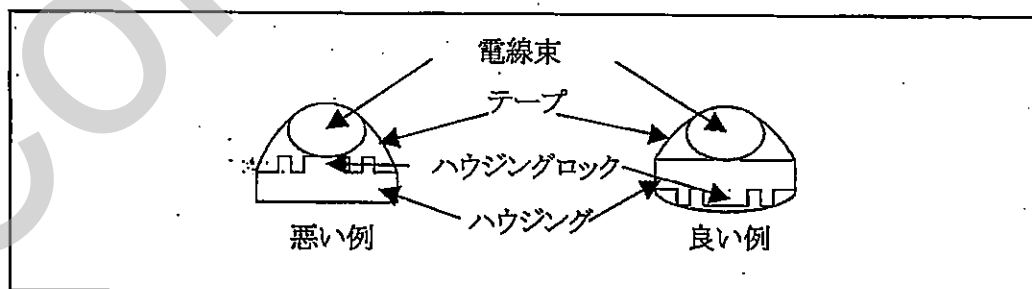 電線束
テープ
ハウジングロック
ハウジング
悪い例
良い例